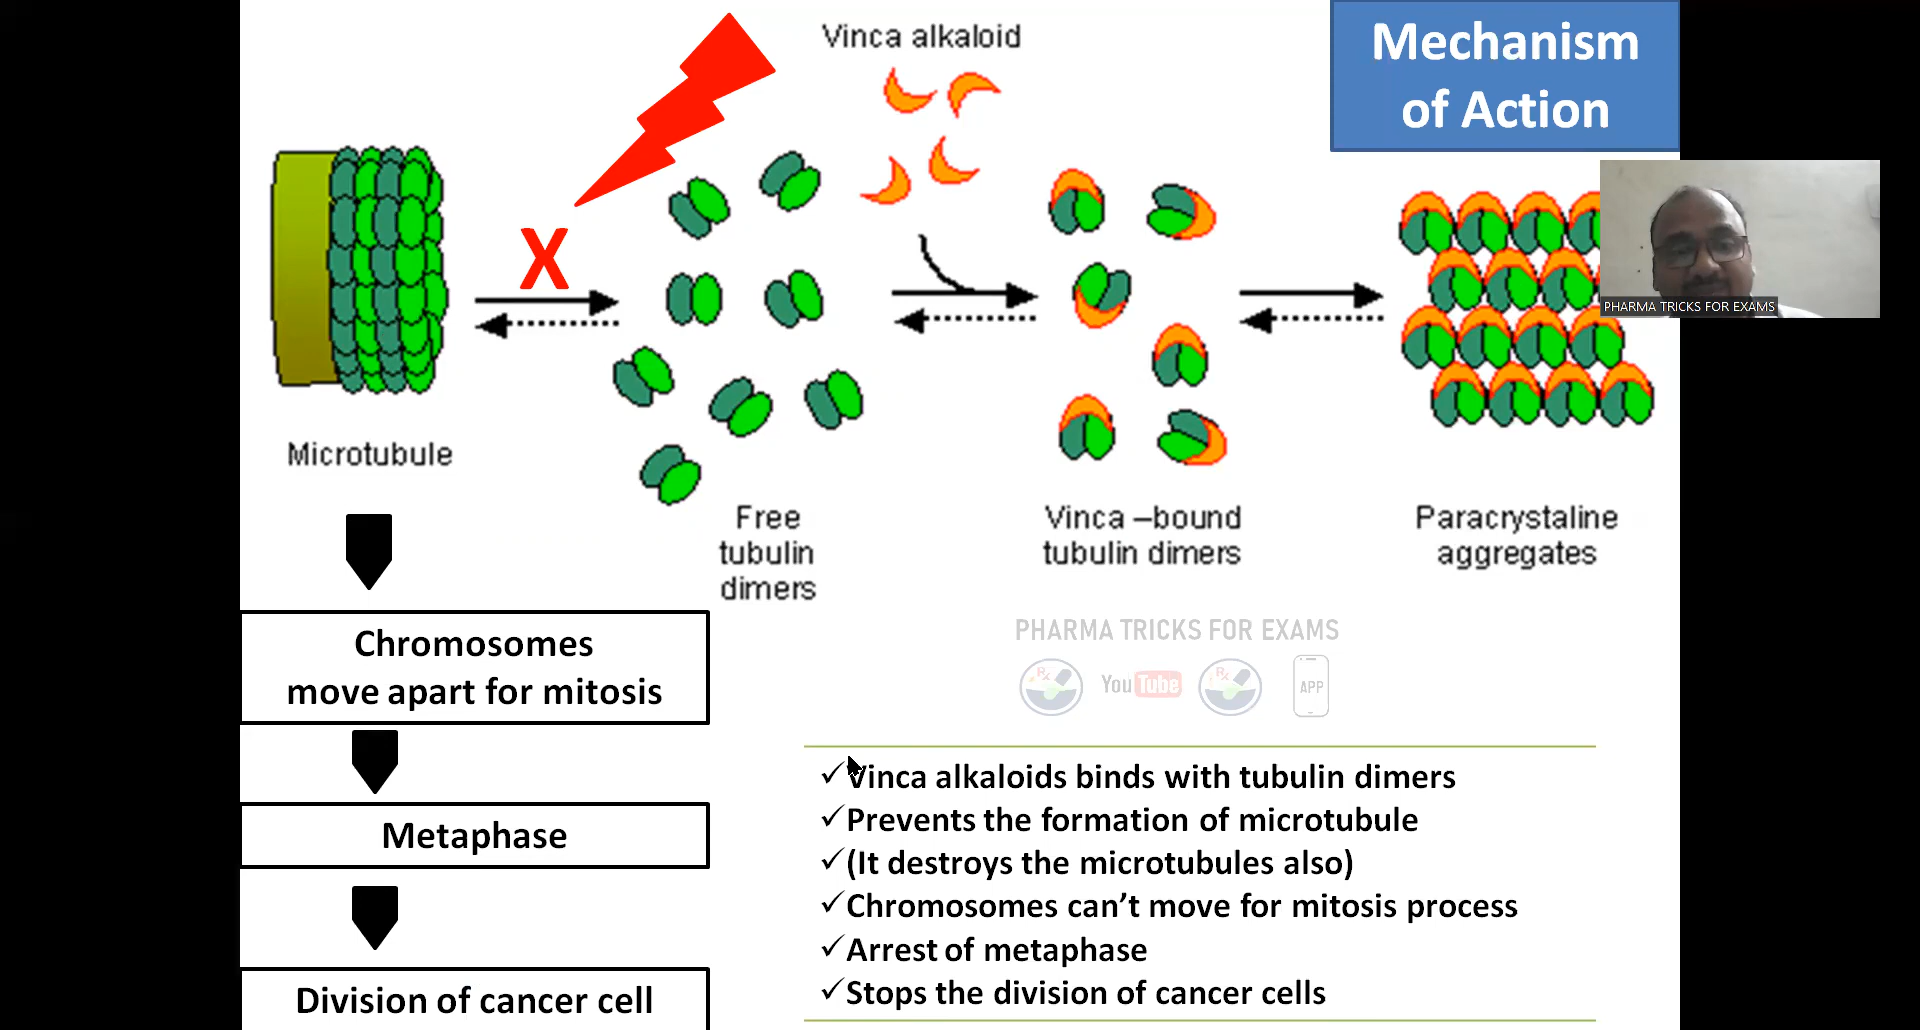 Vinca alkaloid
Mechanism
of Action
X
PHARMA TRICKS FOR EXAMS
Microtubule
Free
tubulin
dimers
Vinca –bound
tubulin dimers
Paracrystaline
aggregates
Chromosomes
move apart for mitosis
Metaphase
Division of cancer cell
PHARMA TRICKS FOR EXAMS
Rx YouTube Rx APP
✓Vinca alkaloids binds with tubulin dimers
✓Prevents the formation of microtubule
✓(It destroys the microtubules also)
✓Chromosomes can’t move for mitosis process
✓Arrest of metaphase
✓Stops the division of cancer cells